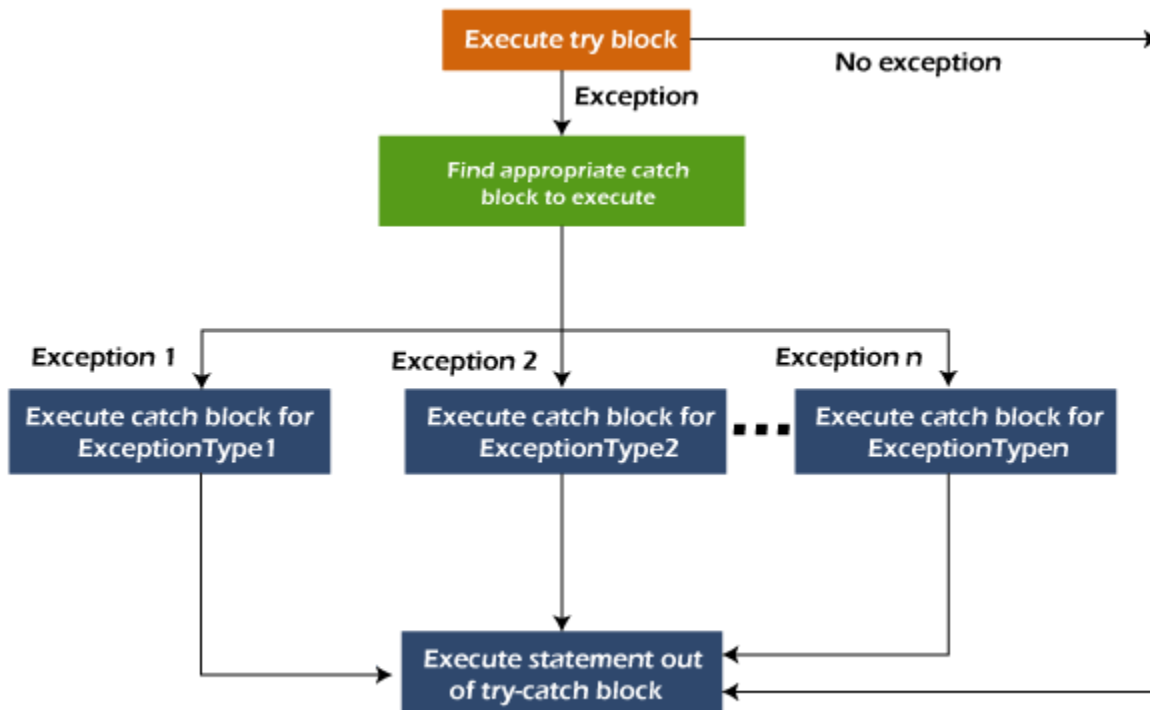 Execute try block
No exception
Exception
Find appropriate catch
block to execute
Exception 1
Exception 2
Exception n
Execute catch block for
ExceptionType1
Execute catch block for
ExceptionType2
Execute catch block for
ExceptionTypen
Execute statement out
of try-catch block